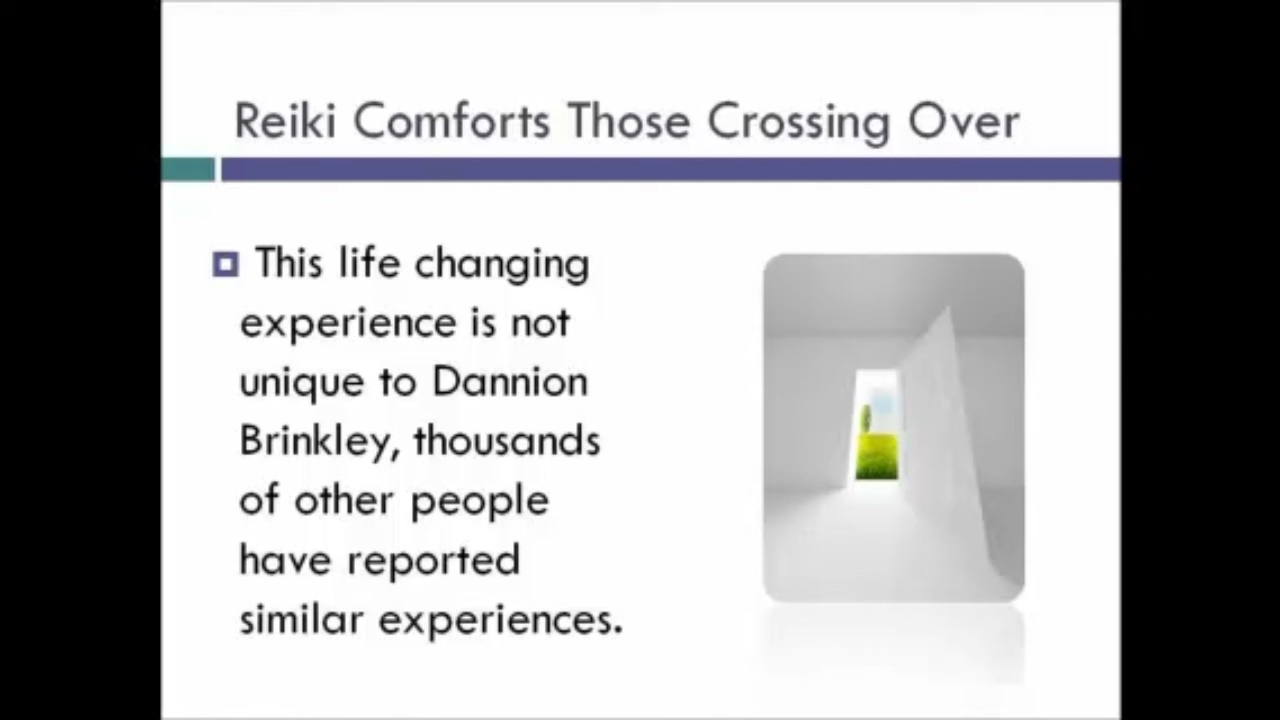 Reiki Comforts Those Crossing Over
This life changing
experience is not
unique to Dannion
Brinkley, thousands
of other people
have reported
similar experiences.